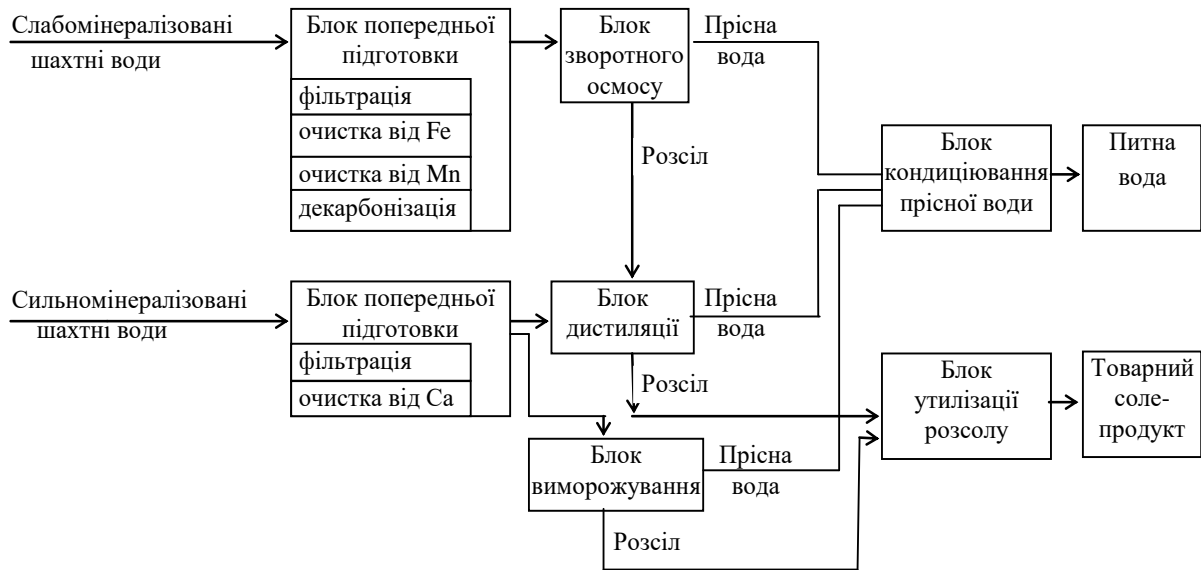 Слабомінералізовані
шахтні води
Блок попередньої
підготовки
фільтрація
очистка від Fe
очистка від Mn
декарбонізація
Блок
зворотного
осмосу
Прісна
вода
Розсіл
Блок
кондиціювання
прісної води
Питна
вода
Сильномінералізовані
шахтні води
Блок попередньої
підготовки
фільтрація
очистка від Ca
Блок
дистиляції
Прісна
вода
Розсіл
Блок
утилізації
розсолу
Товарний
соле-
продукт
Блок
виморожування
Прісна
вода
Розсіл